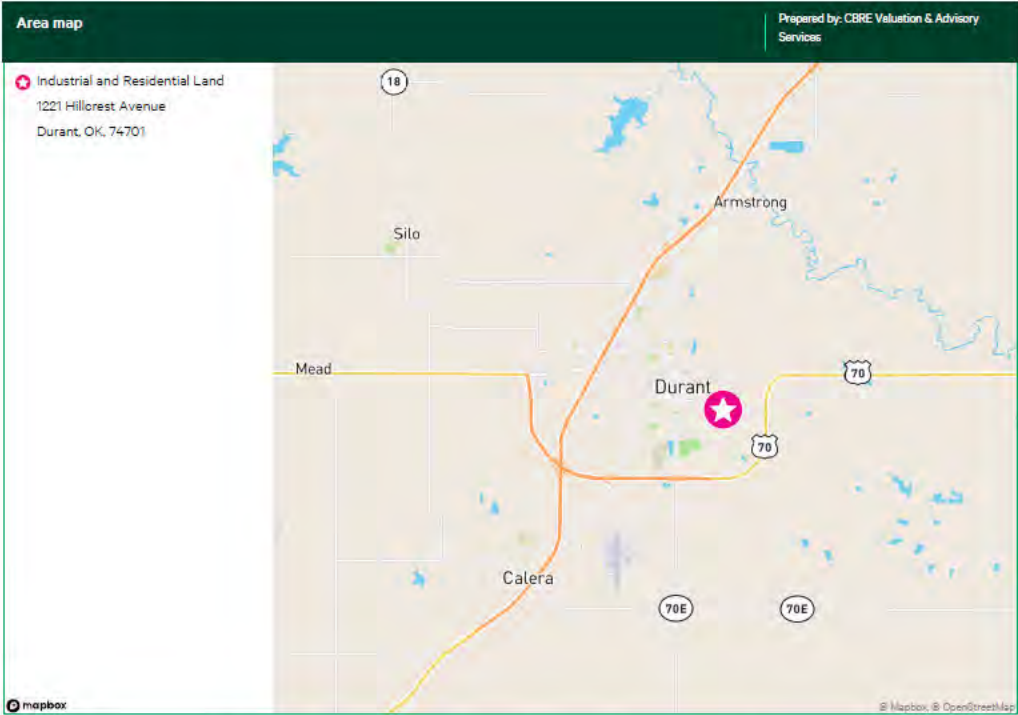 Area map
Prepared by: CBRE Valuation & Advisory
Services
Industrial and Residential Land
1221 Hillcrest Avenue
Durant, OK, 74701
18
Armstrong
Silo
Mead
70
Durant
70
Calera
70E
70E
mapbox
© Mapbox, © OpenStreetMap